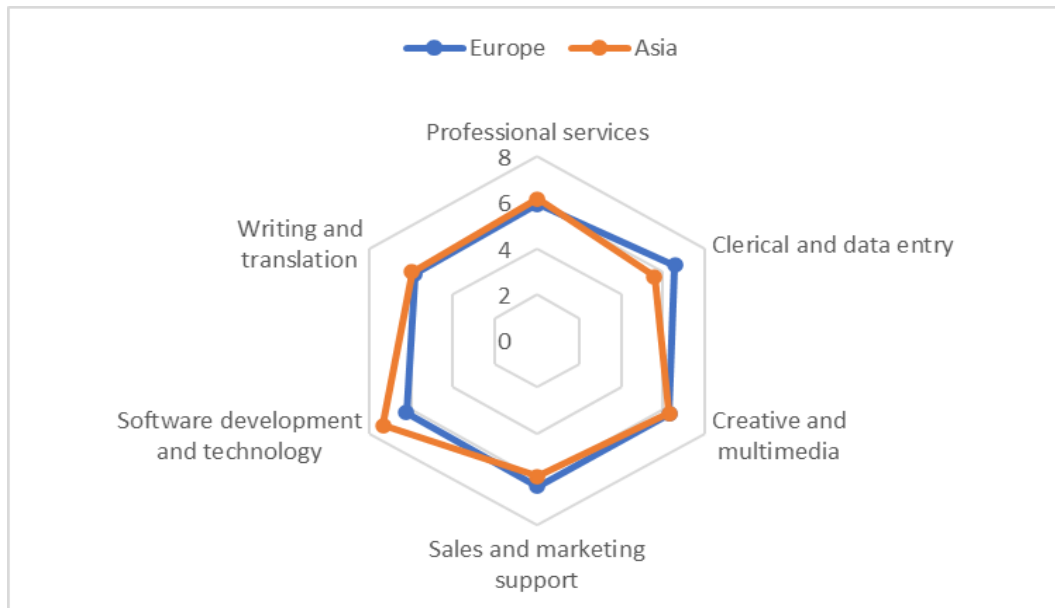 Europe Asia
Professional services
8
6
Writing and
translation
Clerical and data entry
4
2
0
Software development
and technology
Creative and
multimedia
Sales and marketing
support